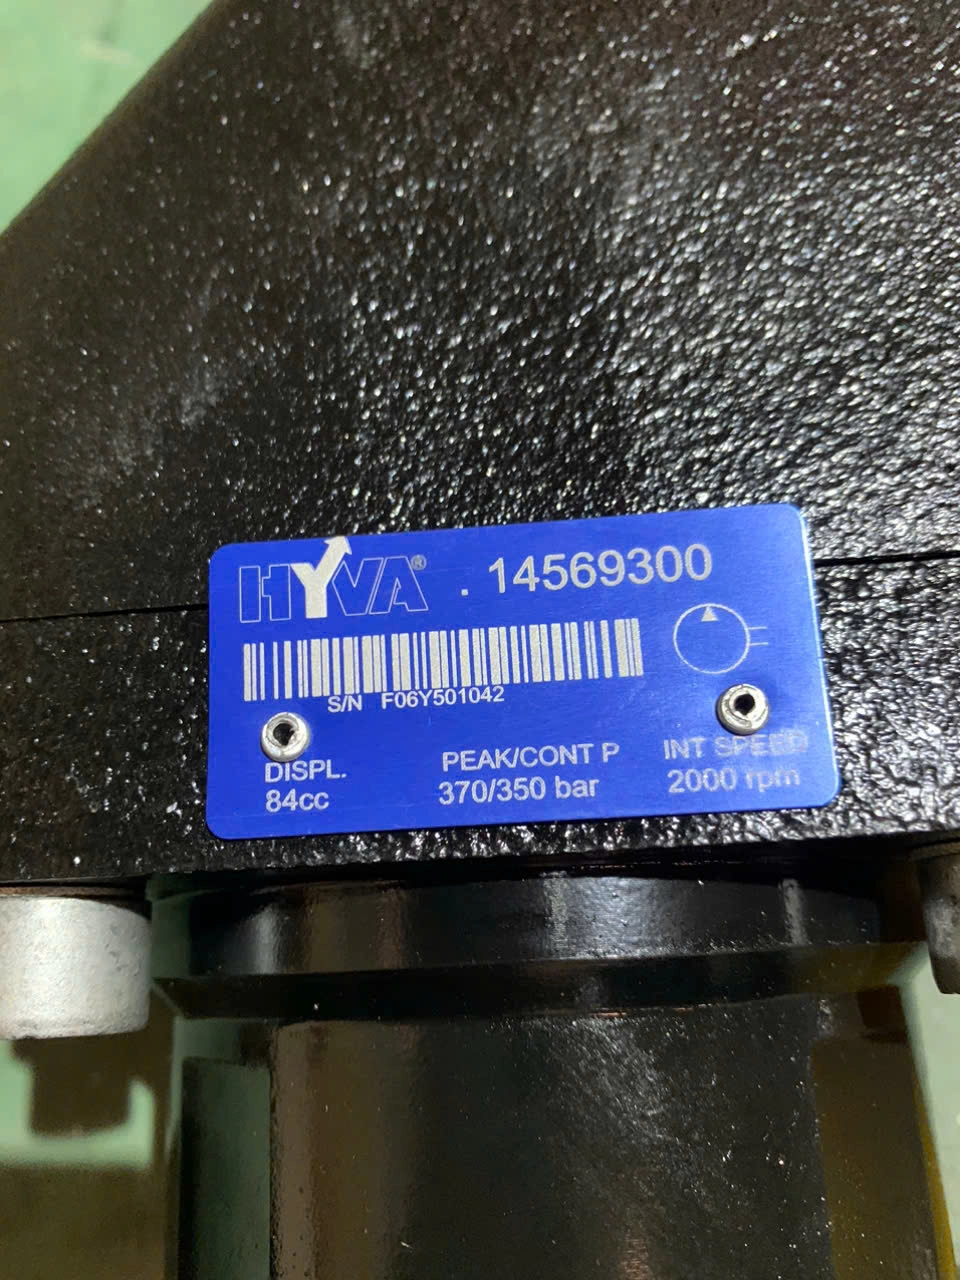 HYVA® . 14569300
S/N F06Y501042
DISPL. PEAK/CONT P INT SPEED
84cc 370/350 bar 2000 rpm